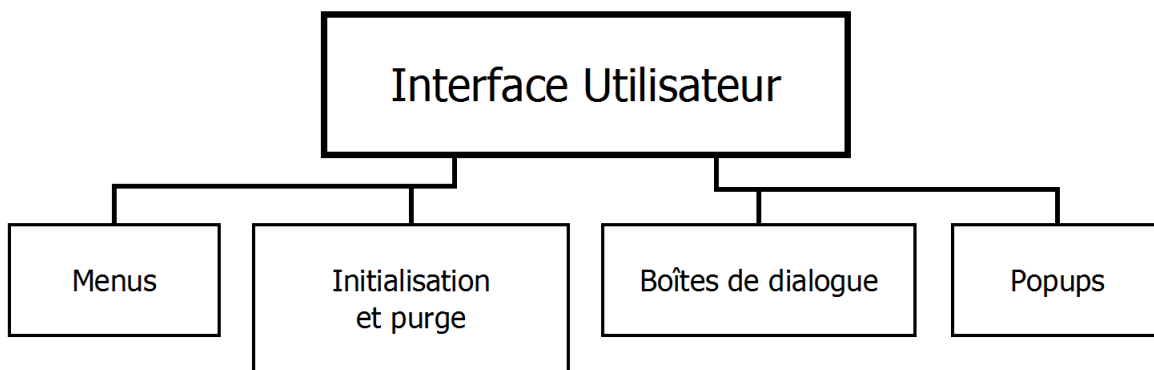 Interface Utilisateur
Menus
Initialisation
et purge
Boîtes de dialogue
Popups